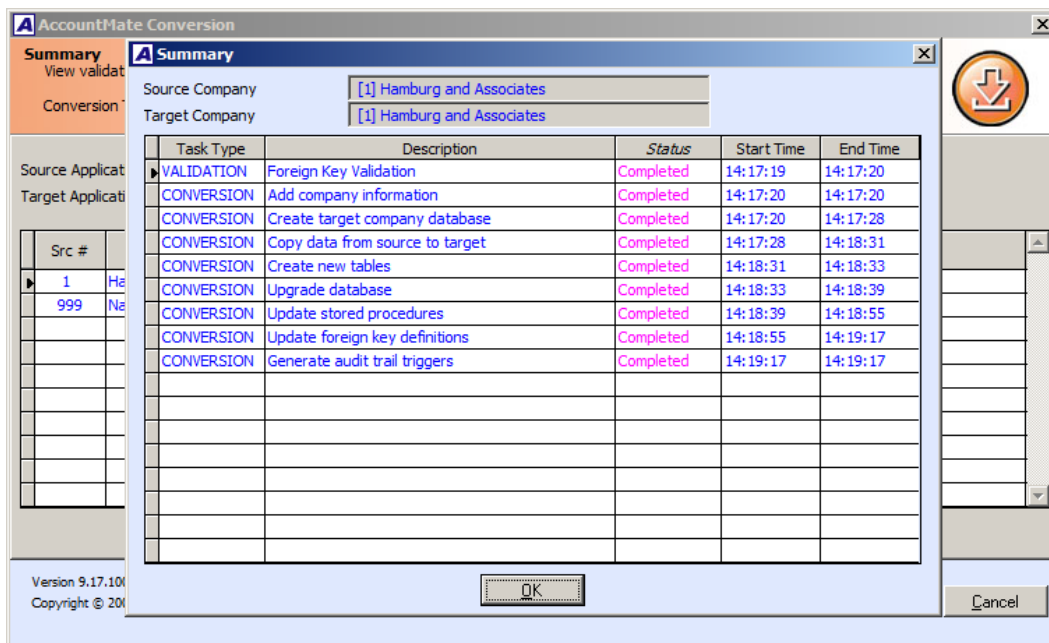 AccountMate Conversion
Summary
View validat
Conversion
Source Applicat
Target Applicati
Src #
1 Ha
999 Na
Version 9.17.100
Copyright © 200
Cancel
Summary
Source Company [1] Hamburg and Associates
Target Company [1] Hamburg and Associates
Task Type Description Status Start Time End Time
VALIDATION Foreign Key Validation Completed 14:17:19 14:17:20
CONVERSION Add company information Completed 14:17:20 14:17:20
CONVERSION Create target company database Completed 14:17:20 14:17:28
CONVERSION Copy data from source to target Completed 14:17:28 14:18:31
CONVERSION Create new tables Completed 14:18:31 14:18:33
CONVERSION Upgrade database Completed 14:18:33 14:18:39
CONVERSION Update stored procedures Completed 14:18:39 14:18:55
CONVERSION Update foreign key definitions Completed 14:18:55 14:19:17
CONVERSION Generate audit trail triggers Completed 14:19:17 14:19:17
OK